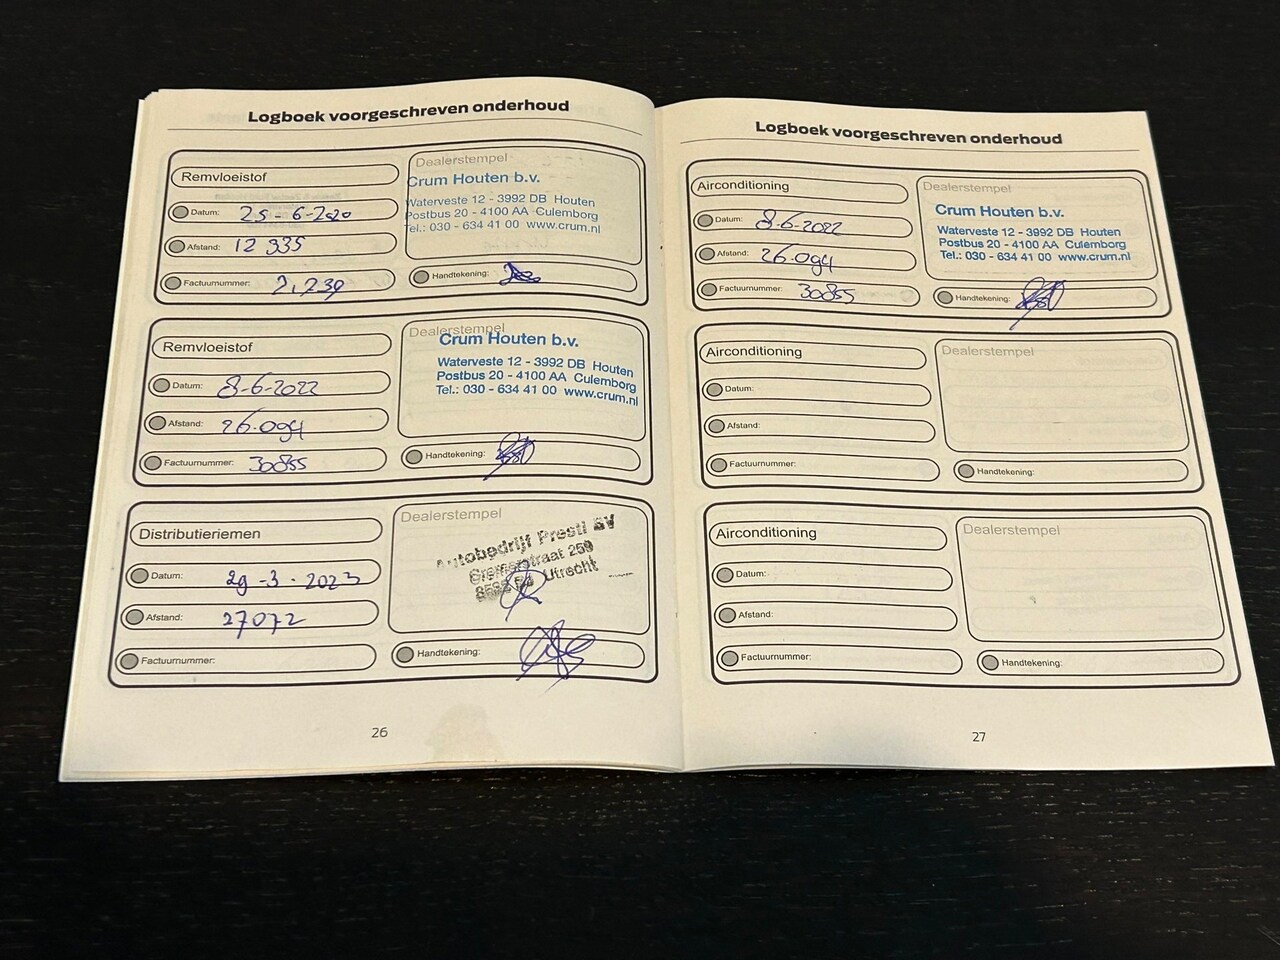 Logboek voorgeschreven onderhoud
Remvloeistof
Datum: 25-6-2020
Afstand: 12 335
Factuurnummer: 21239
Dealerstempel
Crum Houten b.v.
Waterveste 12 - 3992 DB Houten
Postbus 20 - 4100 AA Culemborg
Tel.: 030 - 634 41 00 www.crum.nl
Handtekening:
Remvloeistof
Datum: 8-6-2022
Afstand: 26.094
Factuurnummer: 30855
Dealerstempel
Crum Houten b.v.
Waterveste 12 - 3992 DB Houten
Postbus 20 - 4100 AA Culemborg
Tel.: 030 - 634 41 00 www.crum.nl
Handtekening:
Distributieriemen
Datum: 29-3-2023
Afstand: 27072
Factuurnummer:
Dealerstempel
Autobedrijf Presti BV
straat 259
Utrecht
Handtekening:
26
Logboek voorgeschreven onderhoud
Airconditioning
Datum: 8-6-2022
Afstand: 26.094
Factuurnummer: 30855
Dealerstempel
Crum Houten b.v.
Waterveste 12 - 3992 DB Houten
Postbus 20 - 4100 AA Culemborg
Tel.: 030 - 634 41 00 www.crum.nl
Handtekening:
Airconditioning
Datum:
Afstand:
Factuurnummer:
Dealerstempel
Handtekening:
Airconditioning
Datum:
Afstand:
Factuurnummer:
Dealerstempel
Handtekening:
27